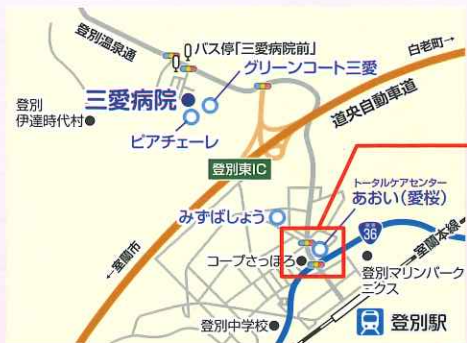 登別温泉通
バス停「三愛病院前」
グリーンコート三愛
白老町→
三愛病院
道央自動車道
登別
伊達時代村
ピアチェーレ
登別東IC
トータルケアセンター
あおい(愛桜)
みずばしょう
国道
36
室蘭本線
←室蘭市
コープさっぽろ
登別マリンパーク
ニクス
登別中学校
登別駅